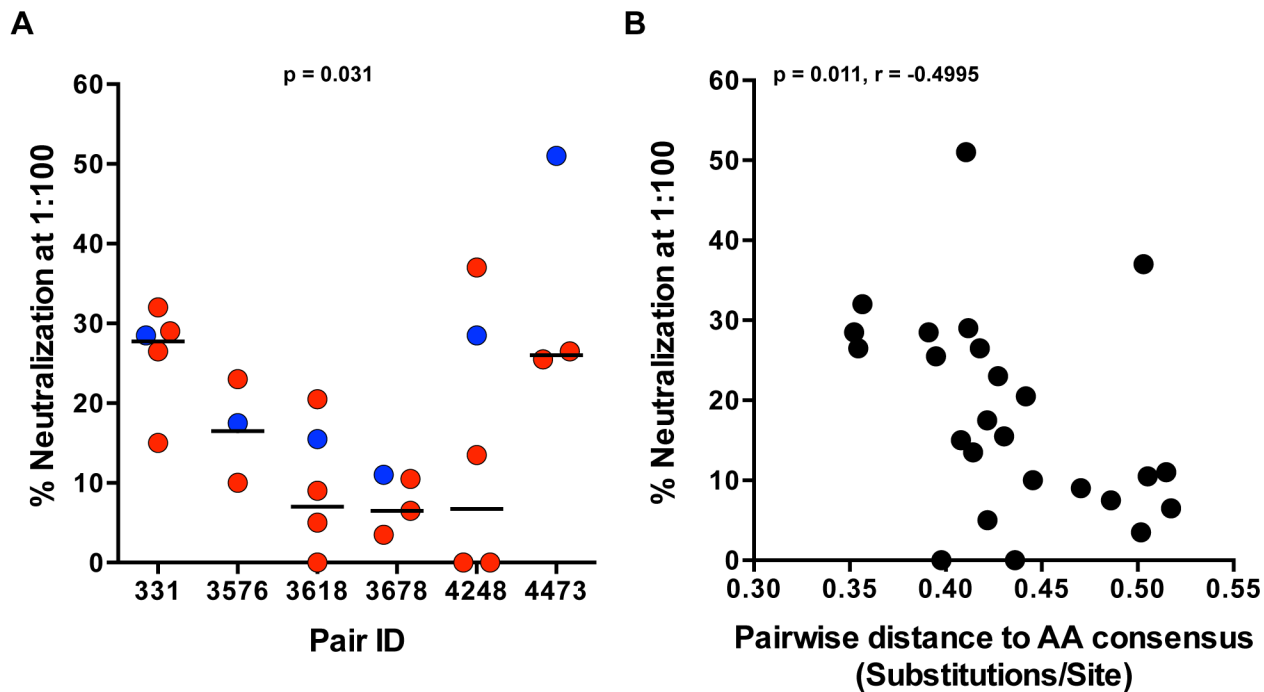 A
p = 0.031
% Neutralization at 1:100
60
50
40
30
20
10
0
331 3576 3618 3678 4248 4473
Pair ID
B
p = 0.011, r = -0.4995
% Neutralization at 1:100
60
50
40
30
20
10
0
0.30 0.35 0.40 0.45 0.50 0.55
Pairwise distance to AA consensus
(Substitutions/Site)